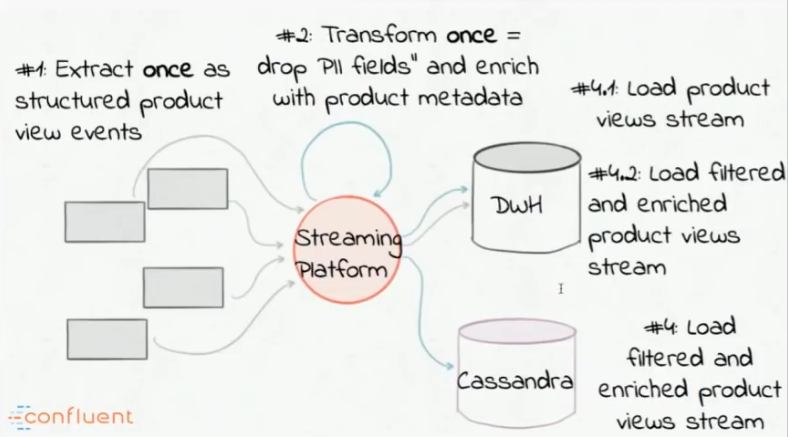 #1: Extract once as
structured product
view events
#2: Transform once =
drop PII fields" and enrich
with product metadata
#4.1: Load product
views stream
#4.2: Load filtered
and enriched
product views
stream
DWH
Streaming
Platform
#4: Load
filtered and
enriched product
views stream
Cassandra
confluent